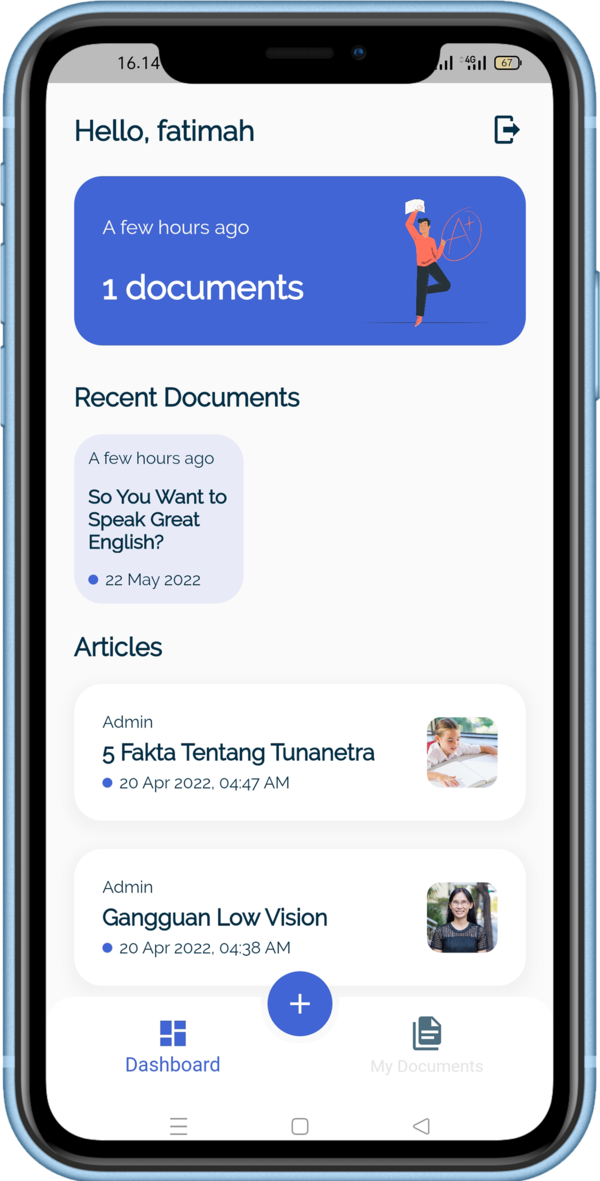 16.14
4G
67
Hello, fatimah
A few hours ago
1 documents
A+
Recent Documents
A few hours ago
So You Want to
Speak Great
English?
22 May 2022
Articles
Admin
5 Fakta Tentang Tunanetra
20 Apr 2022, 04:47 AM
Admin
Gangguan Low Vision
20 Apr 2022, 04:38 AM
Dashboard
My Documents